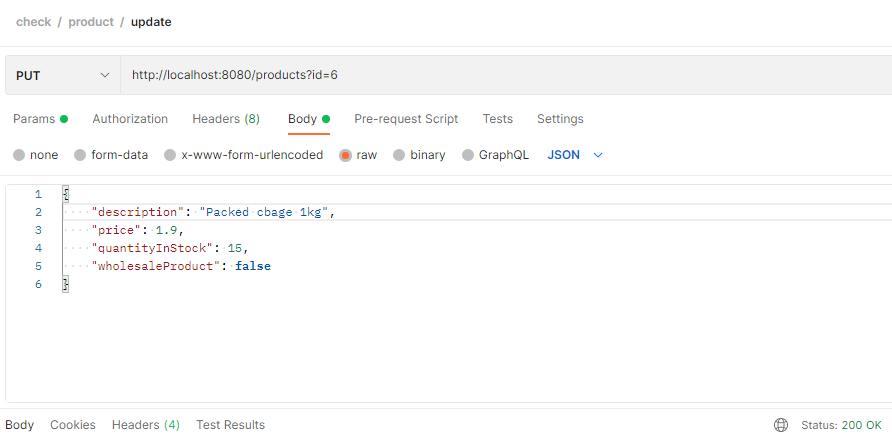 check / product / update
PUT http://localhost:8080/products?id=6
Params Authorization Headers (8) Body Pre-request Script Tests Settings
none form-data x-www-form-urlencoded raw binary GraphQL JSON
1 {
2 "description": "Packed cbage 1kg",
3 "price": 1.9,
4 "quantityInStock": 15,
5 "wholesaleProduct": false
6 }
Body Cookies Headers (4) Test Results Status: 200 OK